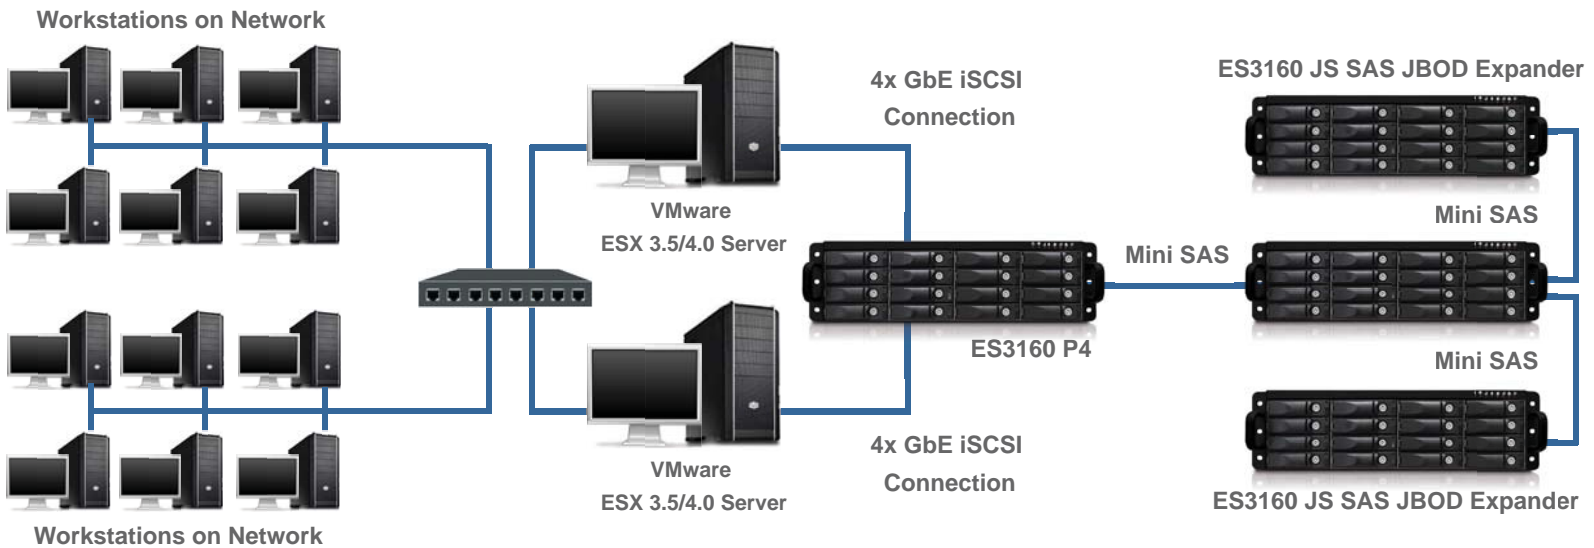 Workstations on Network
4x GbE iSCSI
Connection
ES3160 JS SAS JBOD Expander
VMware
ESX 3.5/4.0 Server
Mini SAS
Mini SAS
ES3160 P4
Mini SAS
4x GbE iSCSI
Connection
VMware
ESX 3.5/4.0 Server
ES3160 JS SAS JBOD Expander
Workstations on Network